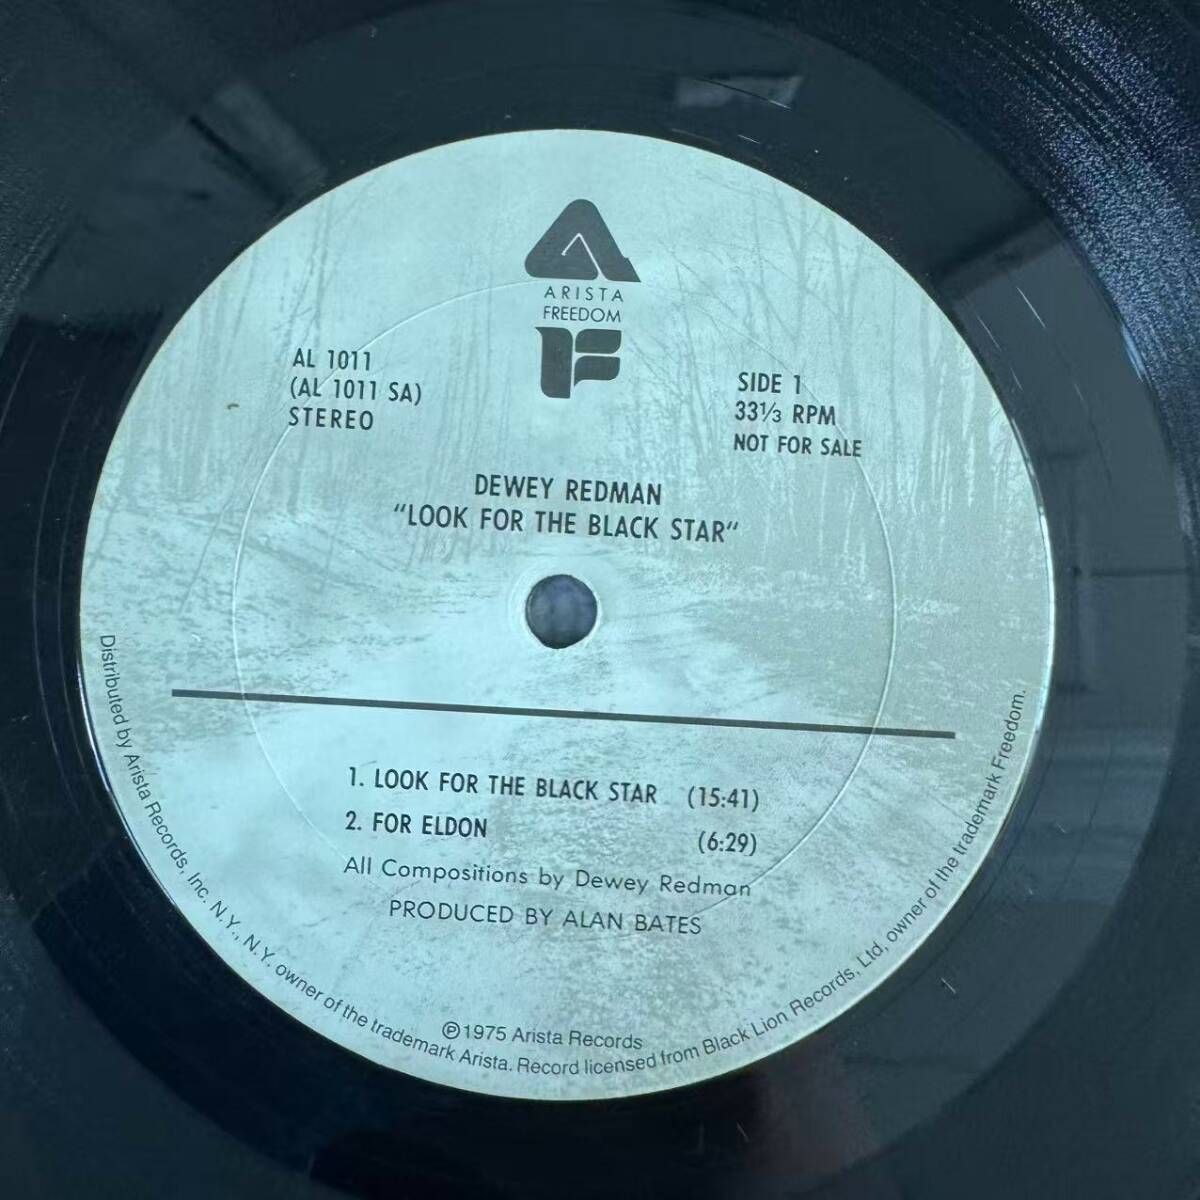 ARISTA
FREEDOM
F
AL 1011
(AL 1011 SA)
STEREO
SIDE 1
33⅓ RPM
NOT FOR SALE
DEWEY REDMAN
“LOOK FOR THE BLACK STAR”
1. LOOK FOR THE BLACK STAR (15:41)
2. FOR ELDON (6:29)
All Compositions by Dewey Redman
PRODUCED BY ALAN BATES
℗1975 Arista Records
Distributed by Arista Records, Inc. N.Y., N.Y. owner of the trademark Arista. Record licensed from Black Lion Records, Ltd, owner of the trademark Freedom.